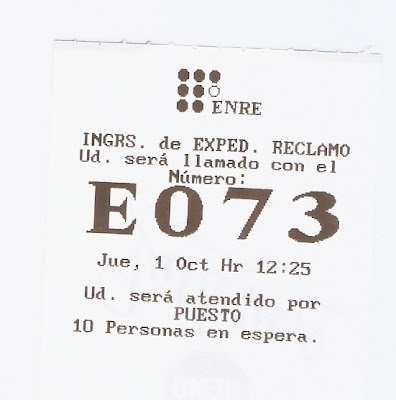 ENRE
INGRS. de EXPED. RECLAMO
Ud. será llamado con el
Número:
E073
Jue, 1 Oct Hr 12:25
Ud. será atendido por
PUESTO
10 Personas en espera.